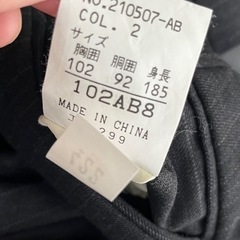 NO.210507-AB
COL. 2
サイズ
胸囲 胴囲 身長
102 92 185
102AB8
MADE IN CHINA
299